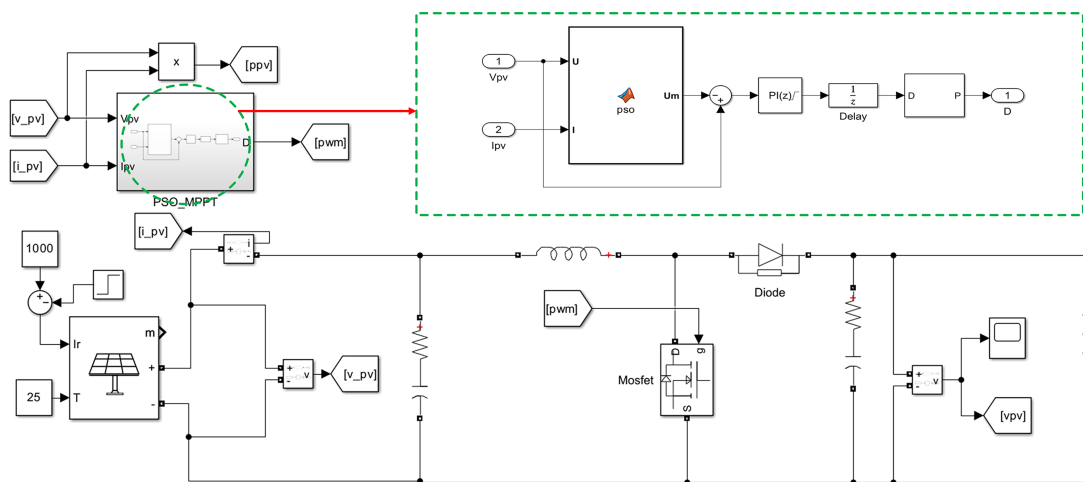 x
[ppv]
[v_pv]
[i_pv]
Vpv
Ipv
D
[pwm]
PSO_MPPT
1
Vpv
2
Ipv
U
I
Um
pso
−
+
PI(z)
1
z
Delay
D
P
1
D
[i_pv]
+
i
-
1000
+
−
Ir
T
m
+
-
25
+
-
v
[v_pv]
+
+
Diode
[pwm]
Mosfet
D
g
S
+
+
-
v
[vpv]